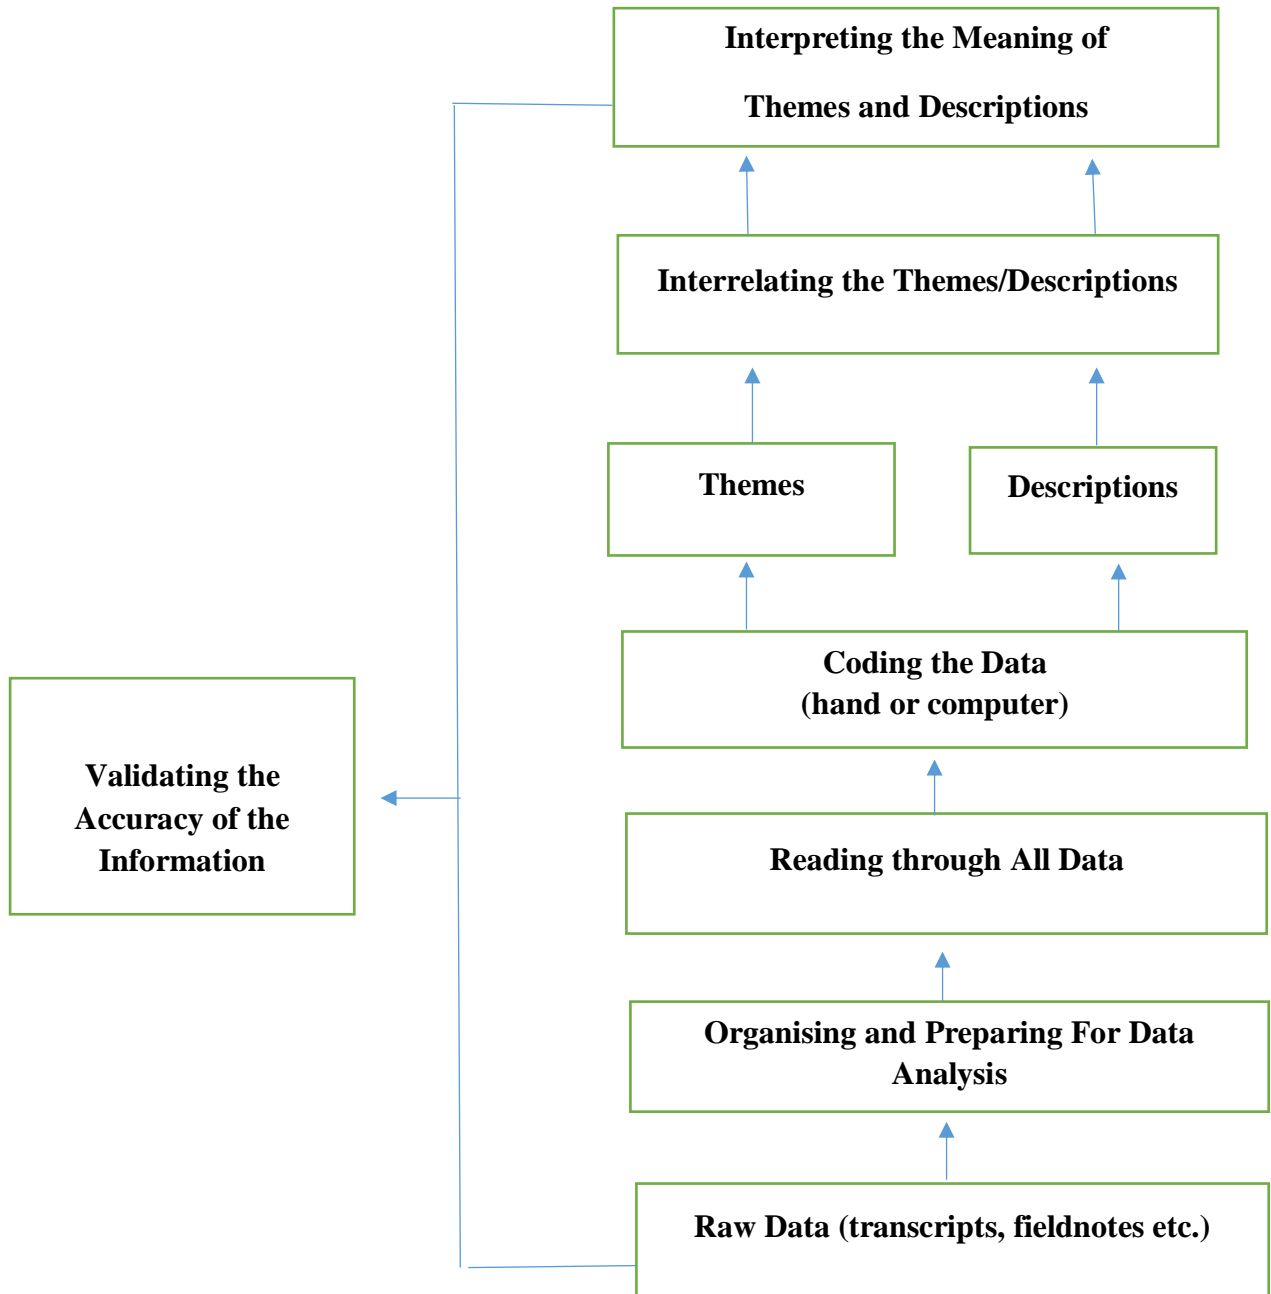 Interpreting the Meaning of
Themes and Descriptions
Interrelating the Themes/Descriptions
Themes
Descriptions
Coding the Data
(hand or computer)
Validating the
Accuracy of the
Information
Reading through All Data
Organising and Preparing For Data
Analysis
Raw Data (transcripts, fieldnotes etc.)